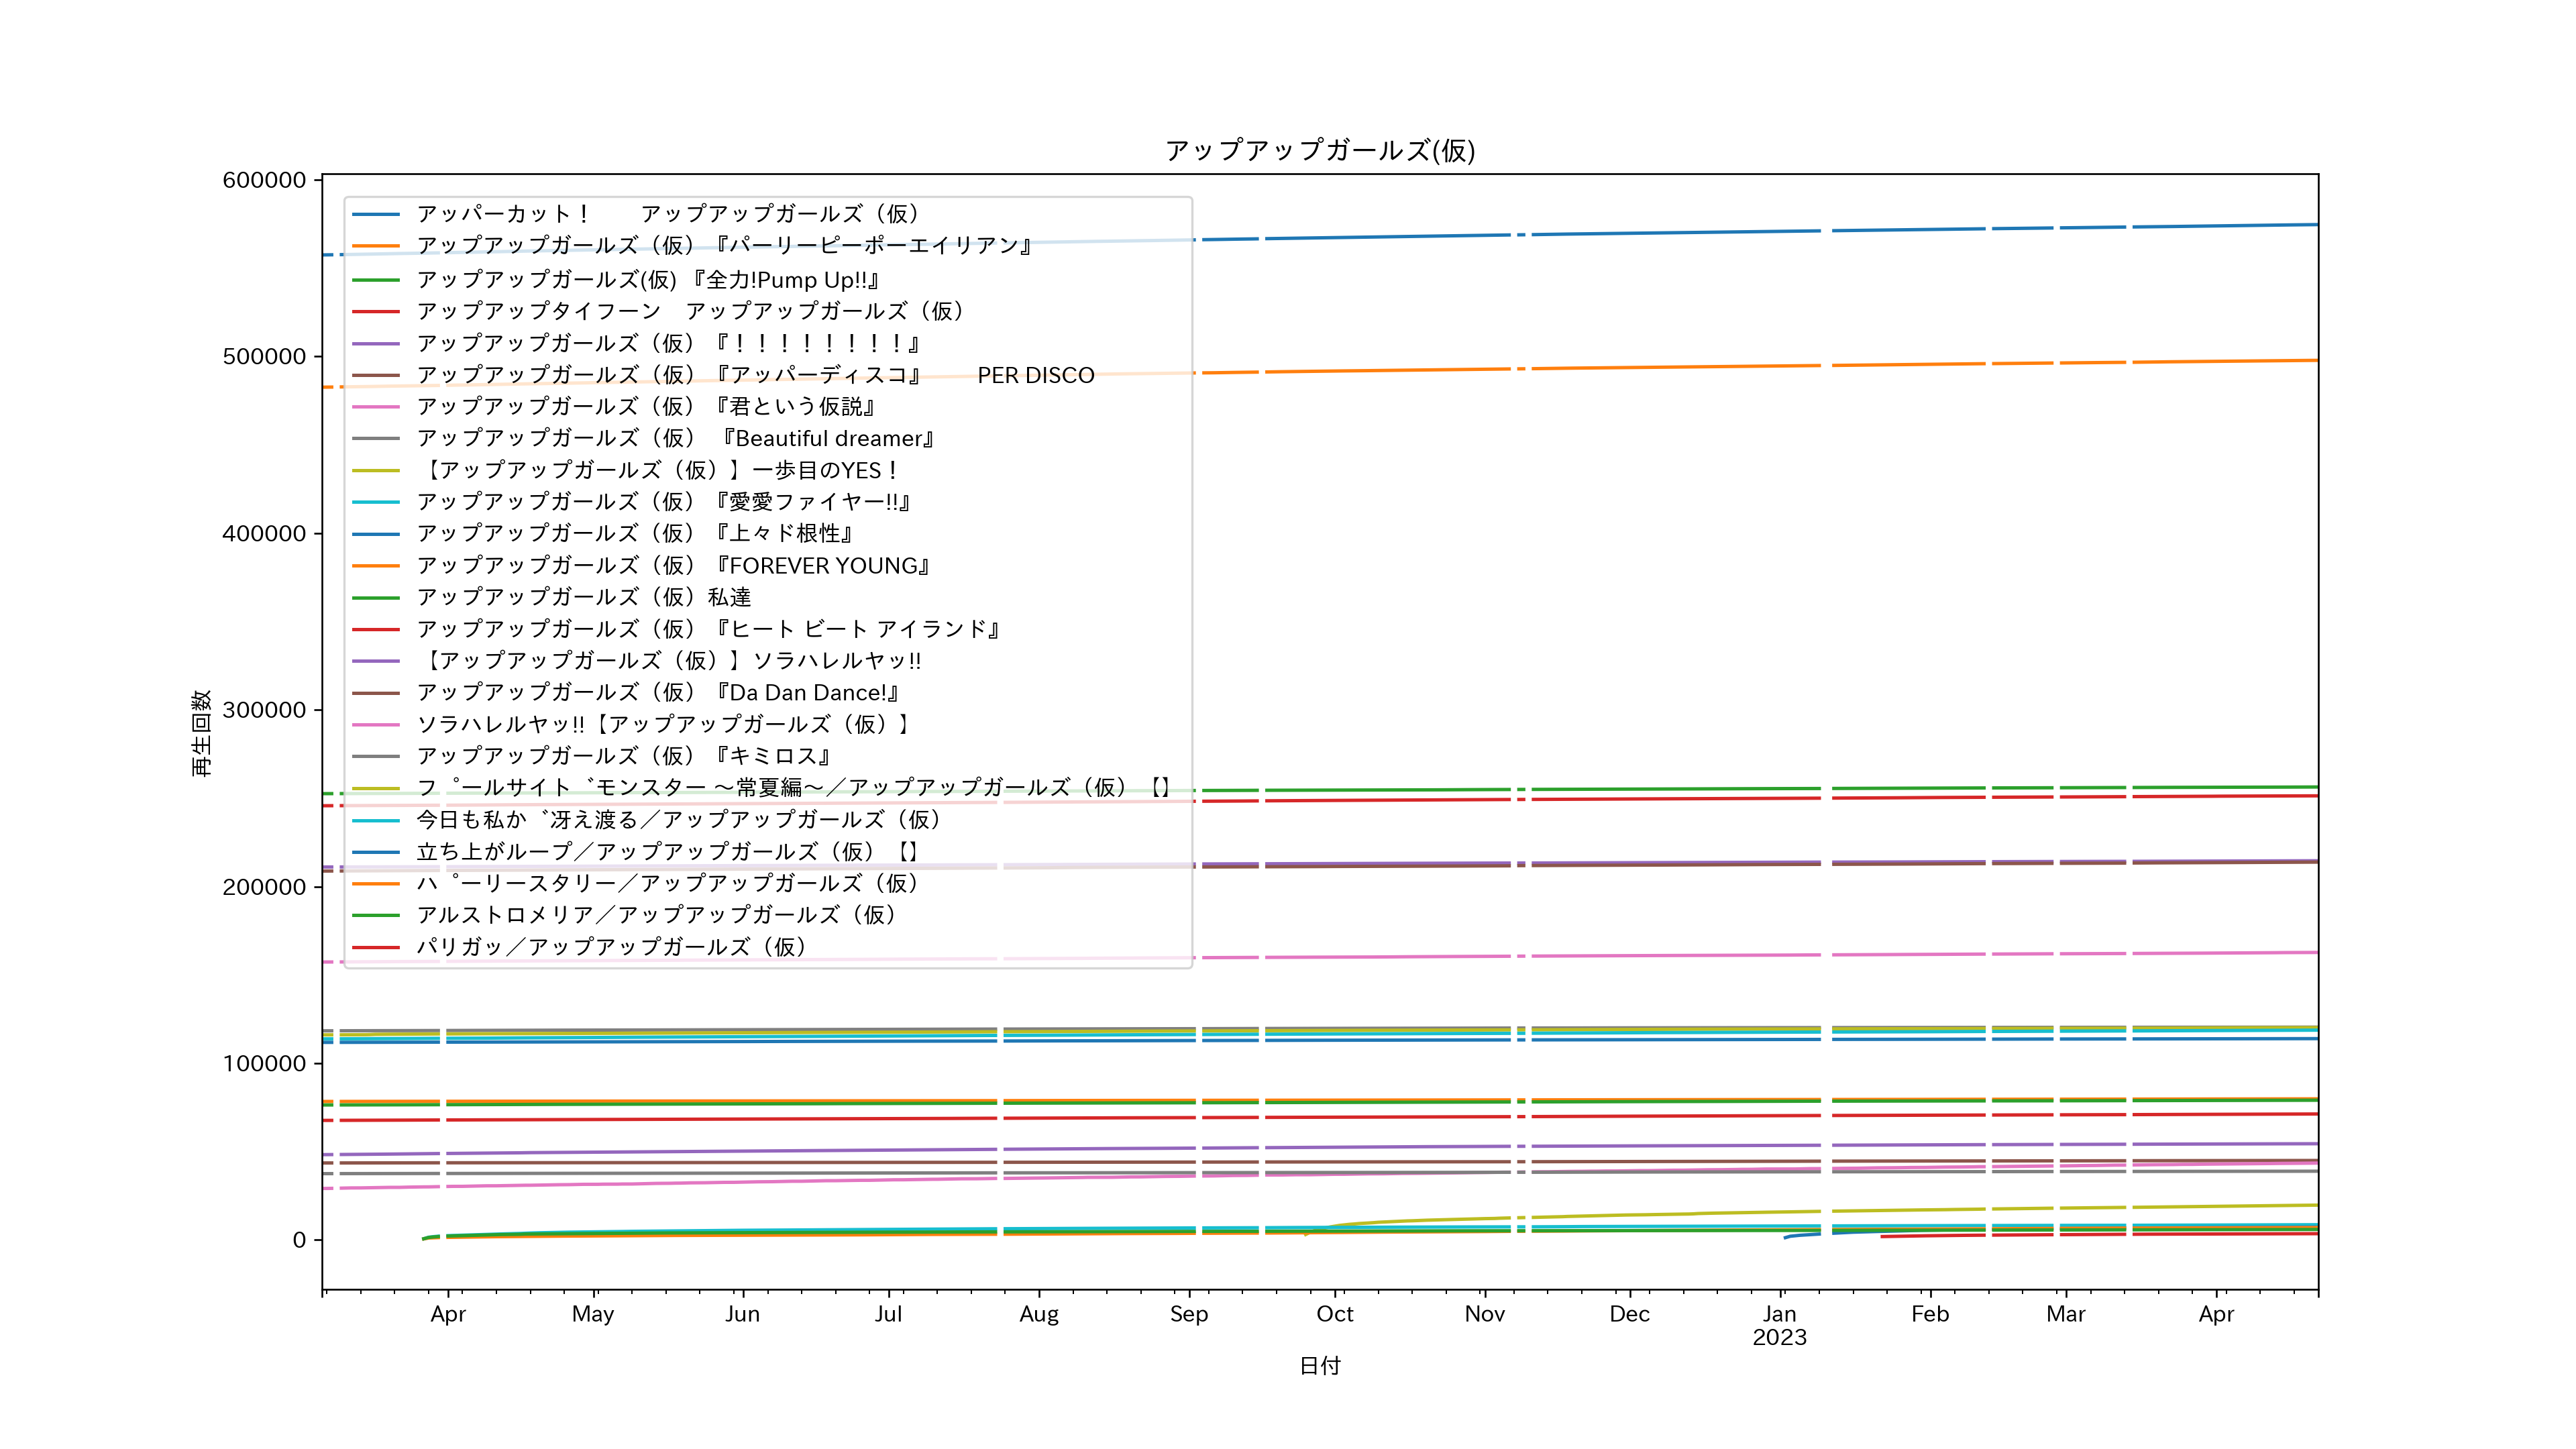 アップアップガールズ(仮)
600000
500000
400000
300000
200000
100000
0
再生回数
アッパーカット！　　アップアップガールズ（仮）
アップアップガールズ（仮）『パーリーピーポーエイリアン』
アップアップガールズ(仮) 『全力!Pump Up!!』
アップアップタイフーン　アップアップガールズ（仮）
アップアップガールズ（仮）『！！！！！！！！』
アップアップガールズ（仮）『アッパーディスコ』　　PER DISCO
アップアップガールズ（仮）『君という仮説』
アップアップガールズ（仮） 『Beautiful dreamer』
【アップアップガールズ（仮）】一歩目のYES！
アップアップガールズ（仮）『愛愛ファイヤー!!』
アップアップガールズ（仮）『上々ド根性』
アップアップガールズ（仮）『FOREVER YOUNG』
アップアップガールズ（仮）私達
アップアップガールズ（仮）『ヒート ビート アイランド』
【アップアップガールズ（仮）】ソラハレルヤッ!!
アップアップガールズ（仮）『Da Dan Dance!』
ソラハレルヤッ!!【アップアップガールズ（仮）】
アップアップガールズ（仮）『キミロス』
フ゜ールサイト゛モンスター ～常夏編～／アップアップガールズ（仮）【】
今日も私か゛冴え渡る／アップアップガールズ（仮）
立ち上がループ／アップアップガールズ（仮）【】
ハ゜ーリースタリー／アップアップガールズ（仮）
アルストロメリア／アップアップガールズ（仮）
パリガッ／アップアップガールズ（仮）
Apr May Jun Jul Aug Sep Oct Nov Dec Jan Feb Mar Apr
2023
日付